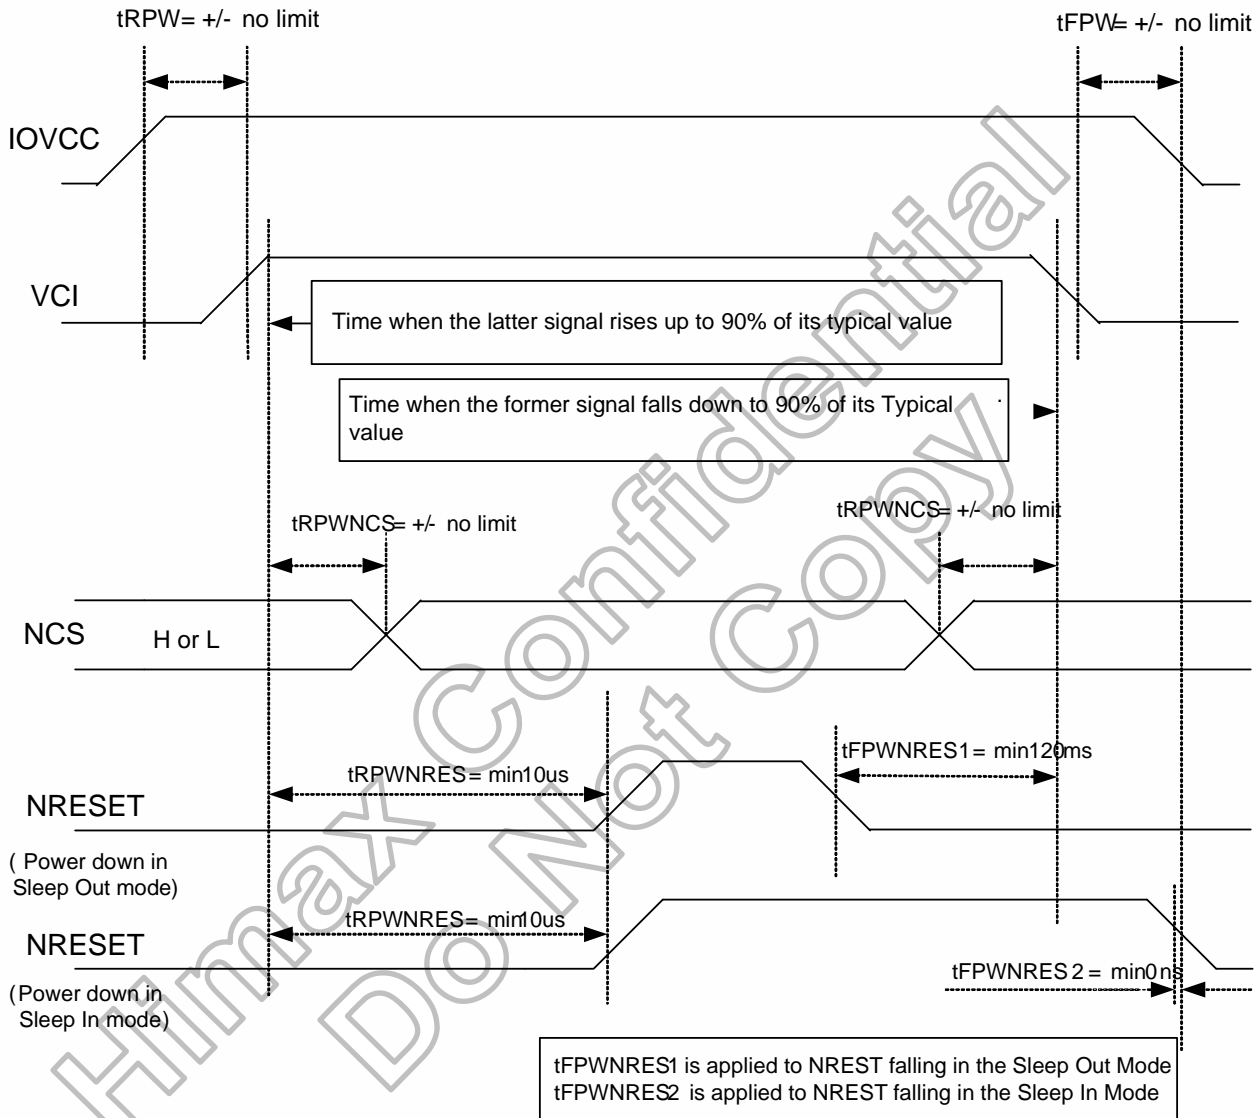 tRPW= +/- no limit
tFPW= +/- no limit
IOVCC
VCI
Time when the latter signal rises up to 90% of its typical value
Time when the former signal falls down to 90% of its Typical
value
tRPWNCS= +/- no limit
tRPWNCS= +/- no limit
NCS
H or L
tFPWNRES1= min120ms
tRPWNRES= min10us
NRESET
( Power down in
Sleep Out mode)
tRPWNRES= min10us
NRESET
tFPWNRES2 = min0ns
(Power down in
Sleep In mode)
tFPWNRES1 is applied to NREST falling in the Sleep Out Mode
tFPWNRES2 is applied to NREST falling in the Sleep In Mode
Himax Confidential
Do Not Copy